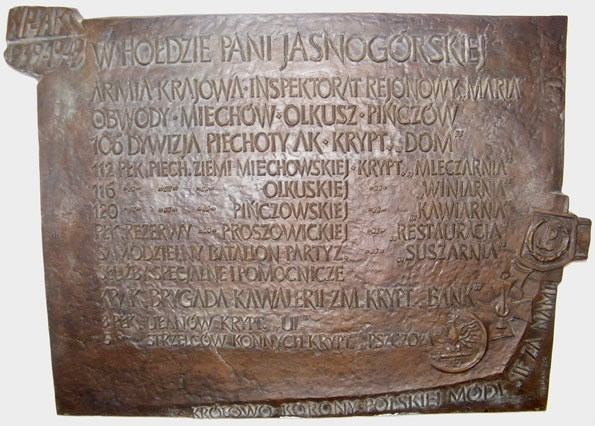 W HOŁDZIE PANI JASNOGÓRSKIEJ
ARMIA KRAJOWA · INSPEKTORAT REJONOWY „MARIA”
OBWODY · MIECHÓW · OLKUSZ · PIŃCZÓW
106 DYWIZJA PIECHOTY AK · KRYPT. „DOM”
112 PŁK. PIECH. ZIEMI MIECHOWSKIEJ · KRYPT. „MLECZARNIA”
116 -„- -„- -„- OLKUSKIEJ -„- „WINIARNIA”
120 -„- -„- -„- PIŃCZOWSKIEJ -„- „KAWIARNIA”
PŁK. REZERWY -„- PROSZOWICKIEJ -„- „RESTAURACJA”
SAMODZIELNY BATALION PARTYZ. -„- „SUSZARNIA”
SŁUŻBY SPECJALNE I POMOCNICZE
KRAK. BRYGADA KAWALERII ZM. KRYPT. „BANK”
PŁK. UŁANÓW KRYPT. „UL”
5 STRZELCÓW KONNYCH KRYPT. „PSZCZOŁA”
KRÓLOWO KORONY POLSKIEJ MÓDL SIĘ ZA NAMI